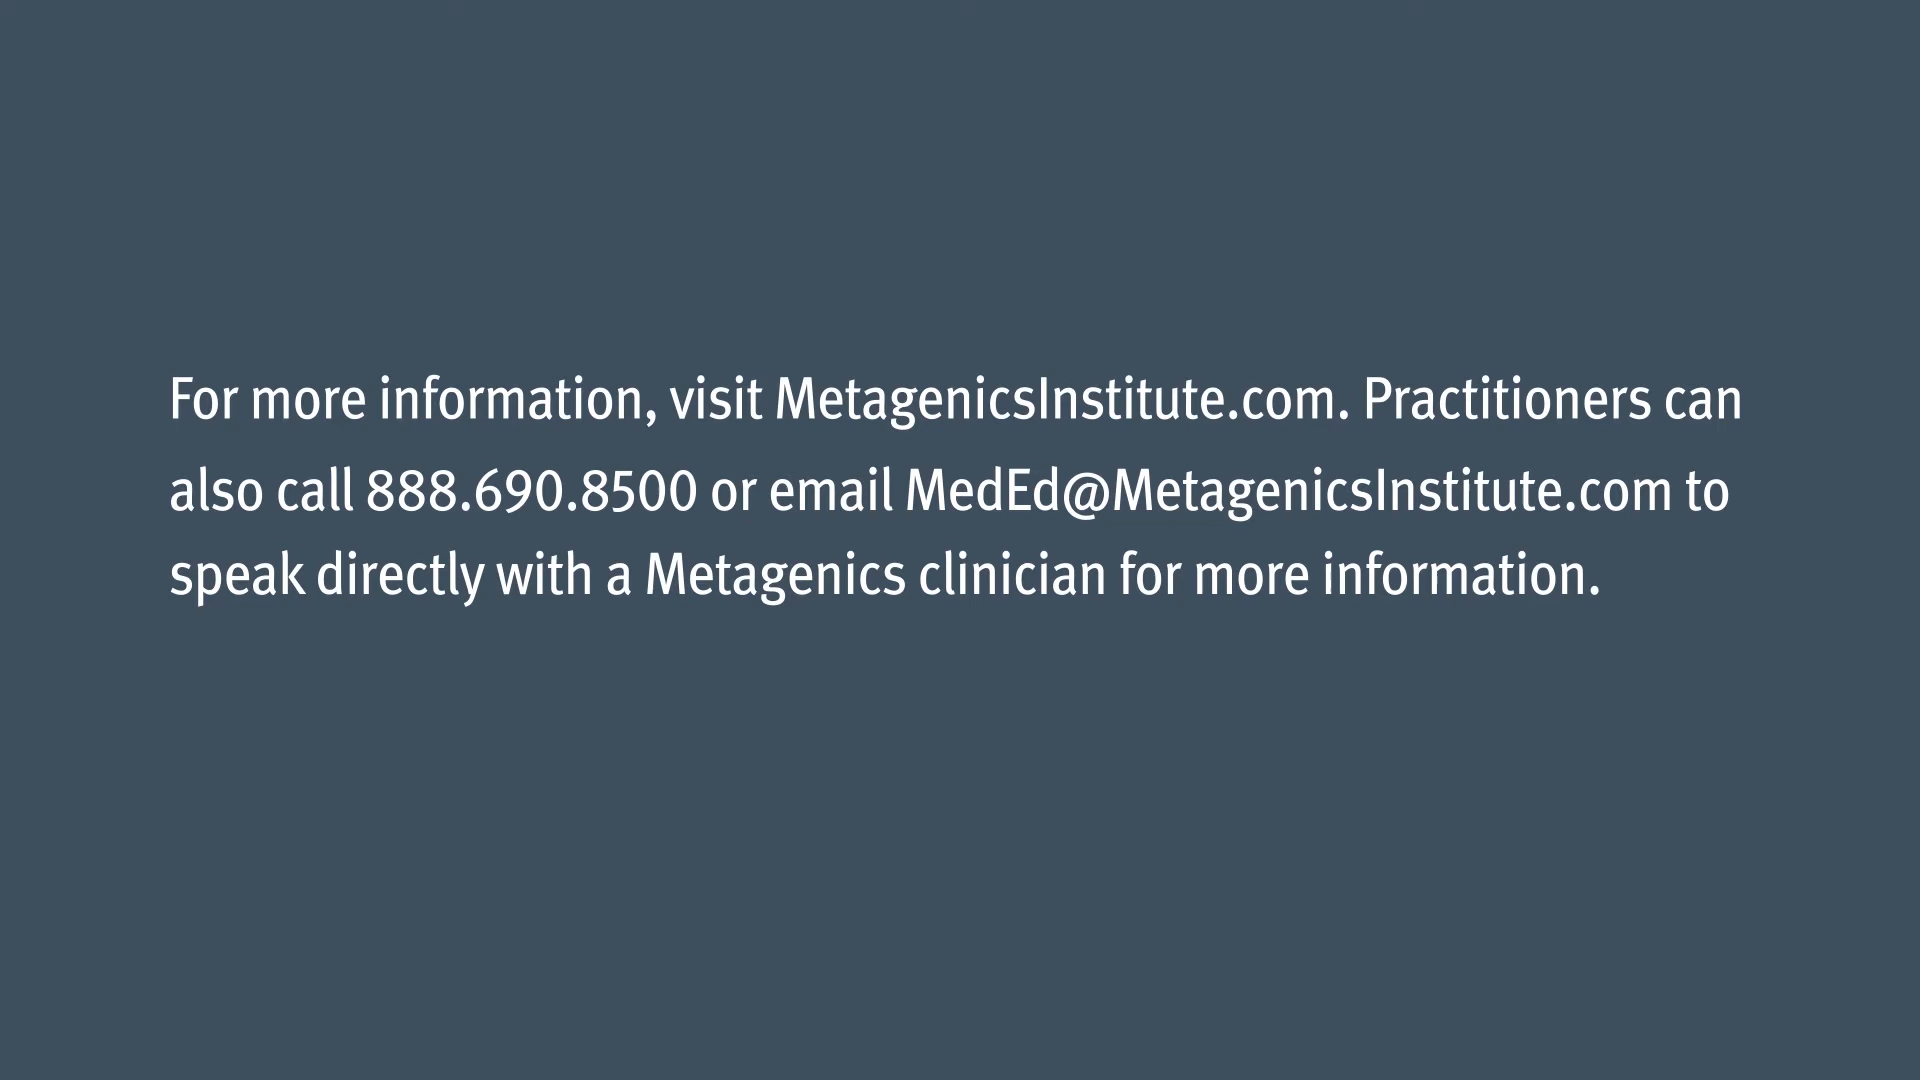 For more information, visit MetagenicsInstitute.com. Practitioners can
also call 888.690.8500 or email MedEd@MetagenicsInstitute.com to
speak directly with a Metagenics clinician for more information.